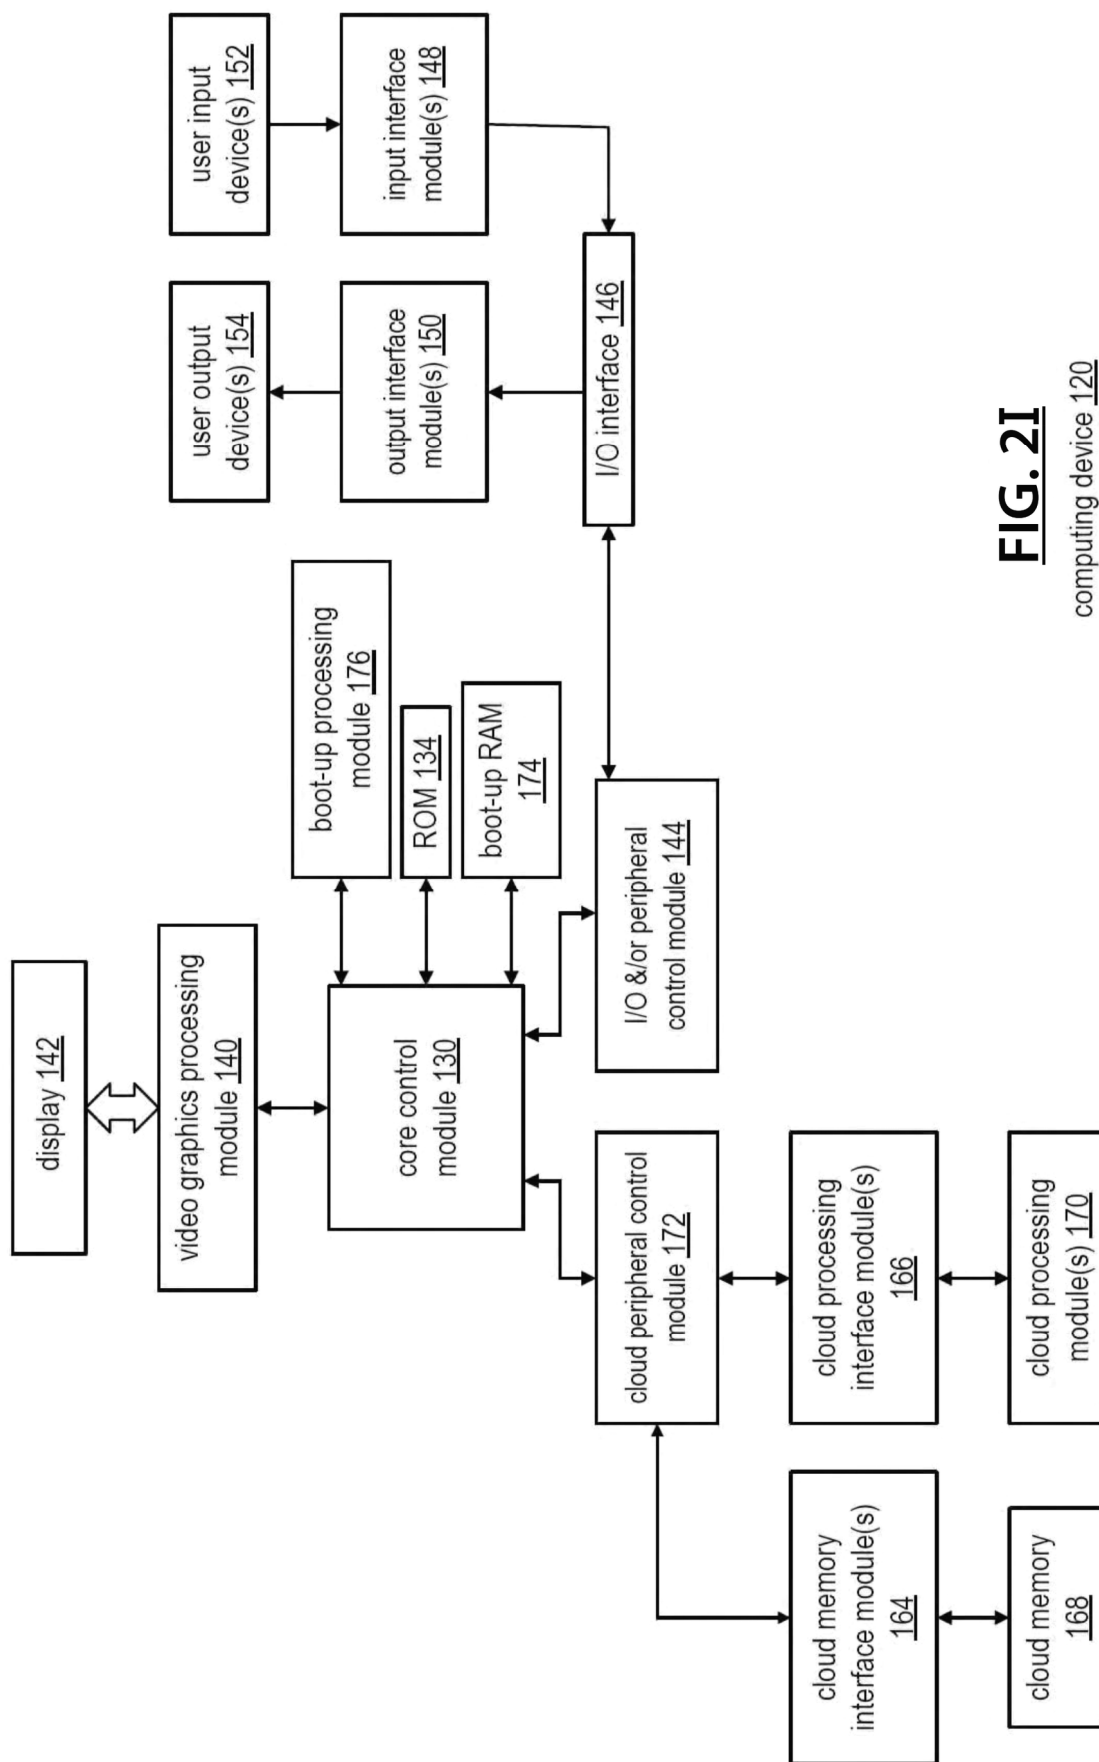 display 142
video graphics processing
module 140
core control
module 130
boot-up processing
module 176
ROM 134
boot-up RAM
174
user output
device(s) 154
user input
device(s) 152
output interface
module(s) 150
input interface
module(s) 148
I/O interface 146
cloud peripheral control
module 172
I/O &/or peripheral
control module 144
cloud memory
interface module(s)
164
cloud processing
interface module(s)
166
cloud memory
168
cloud processing
module(s) 170
FIG. 2I
computing device 120